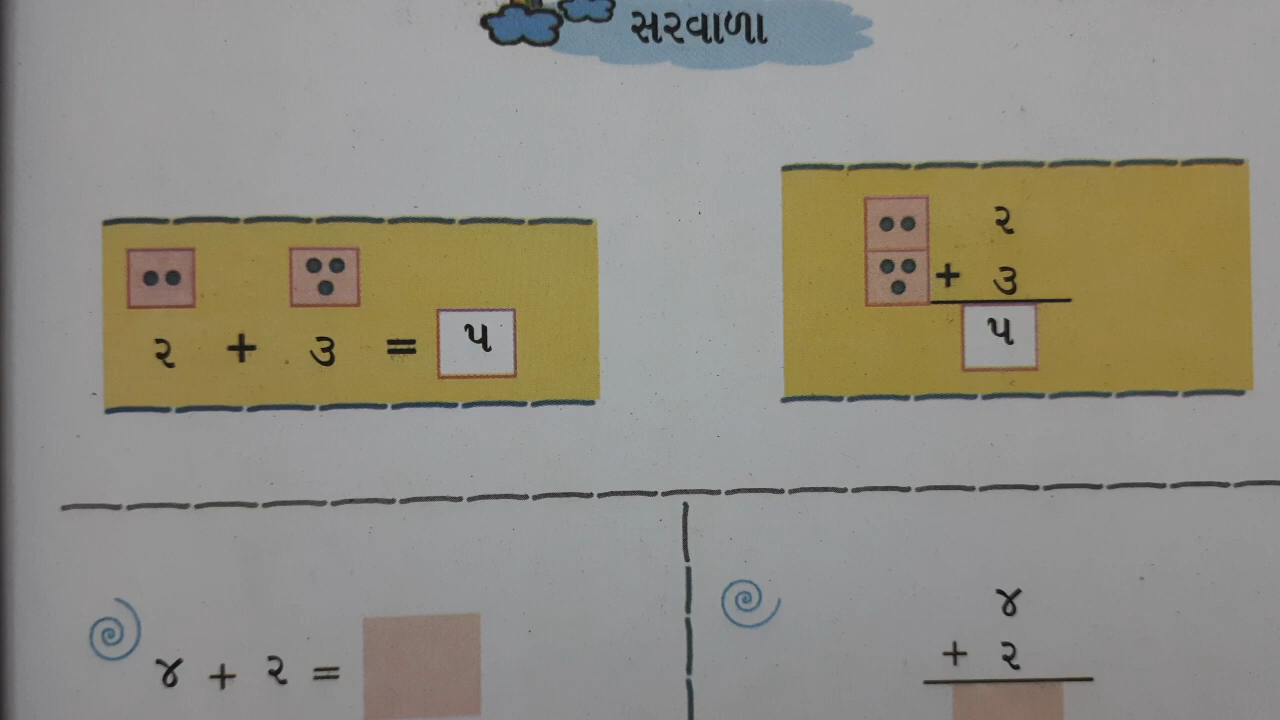 સરવાળા
૨ + ૩ = ૫
૨
+ ૩
૫
૪ + ૨ =
૪
+ ૨